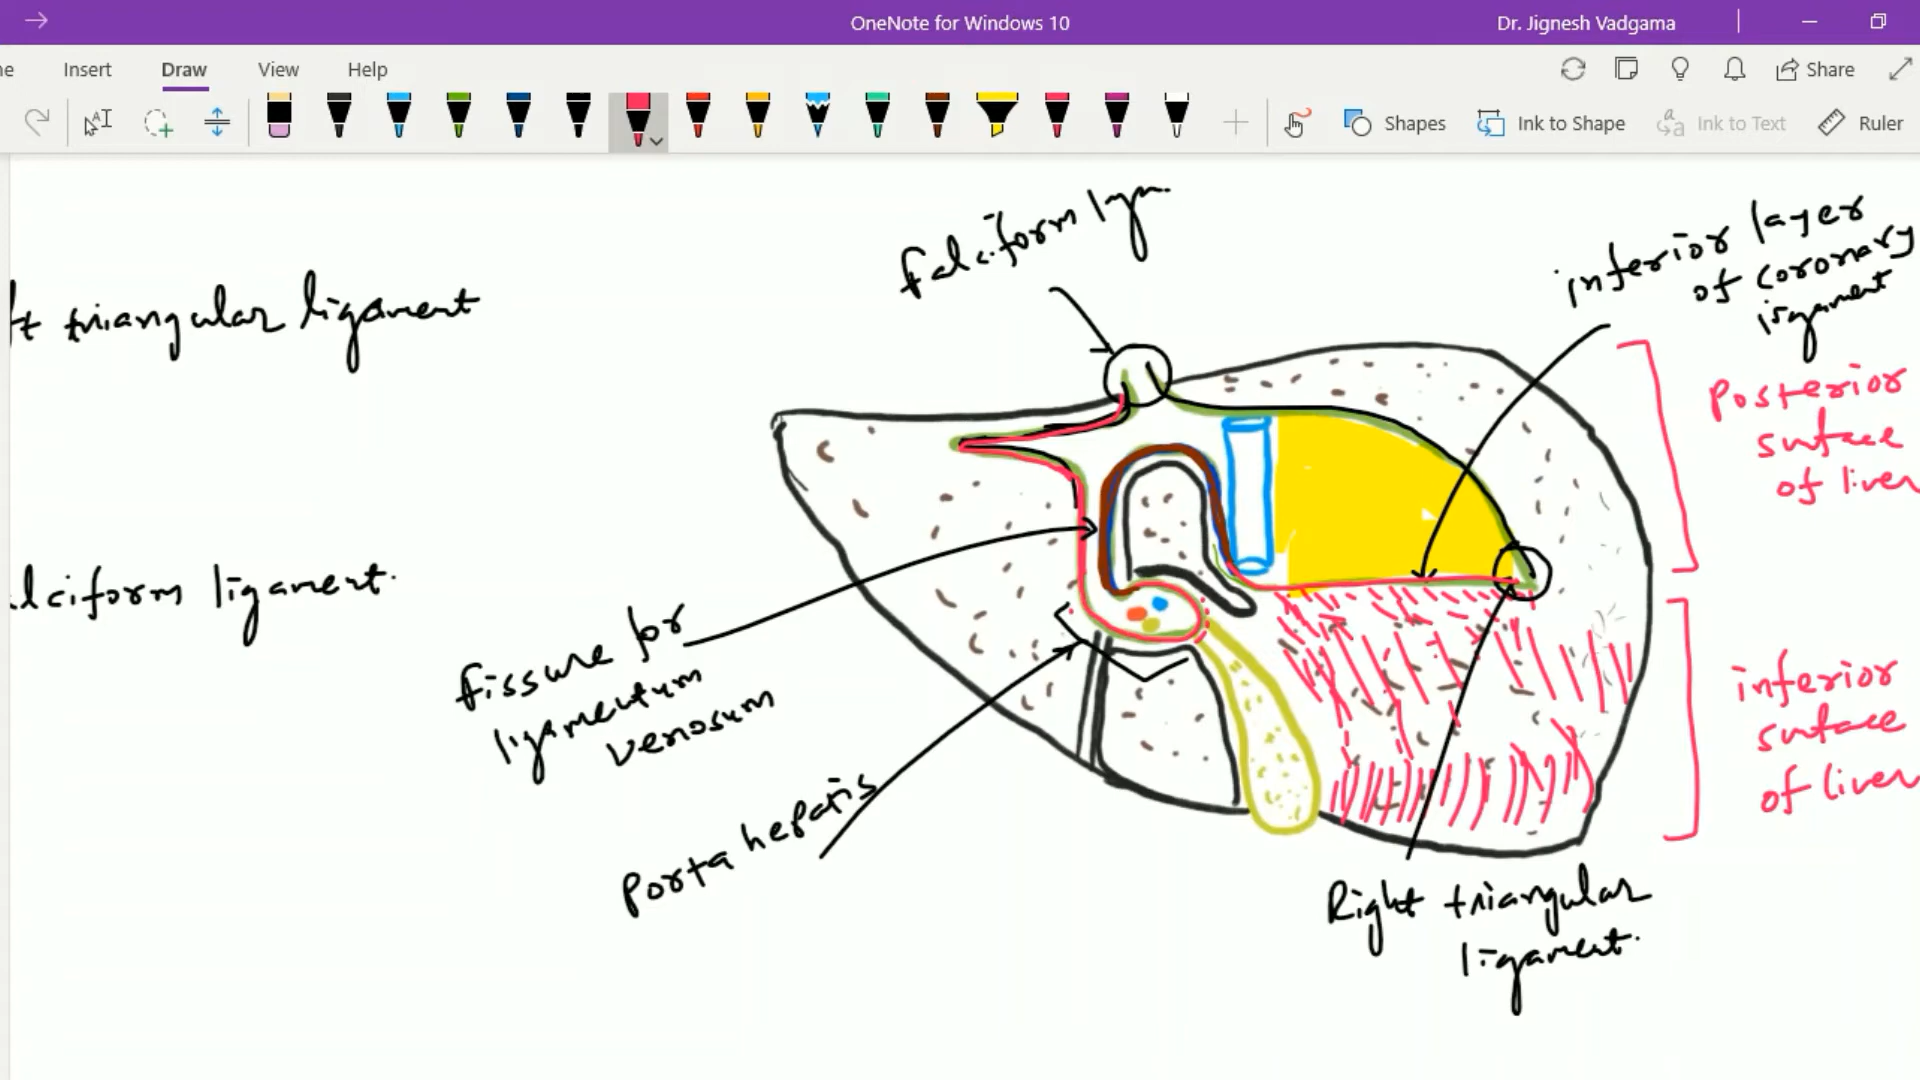 OneNote for Windows 10
Dr. Jignesh Vadgama
Insert
Draw
View
Help
Share
Shapes
Ink to Shape
Ink to Text
Ruler
falciform lym.
inferior layer
of coronary
ligament
triangular ligament
Posterior
surface
of liver
lciform ligament.
fissure for
ligamentum
venosum
inferior
surface
of liver
Porta hepatis
Right triangular
ligament.